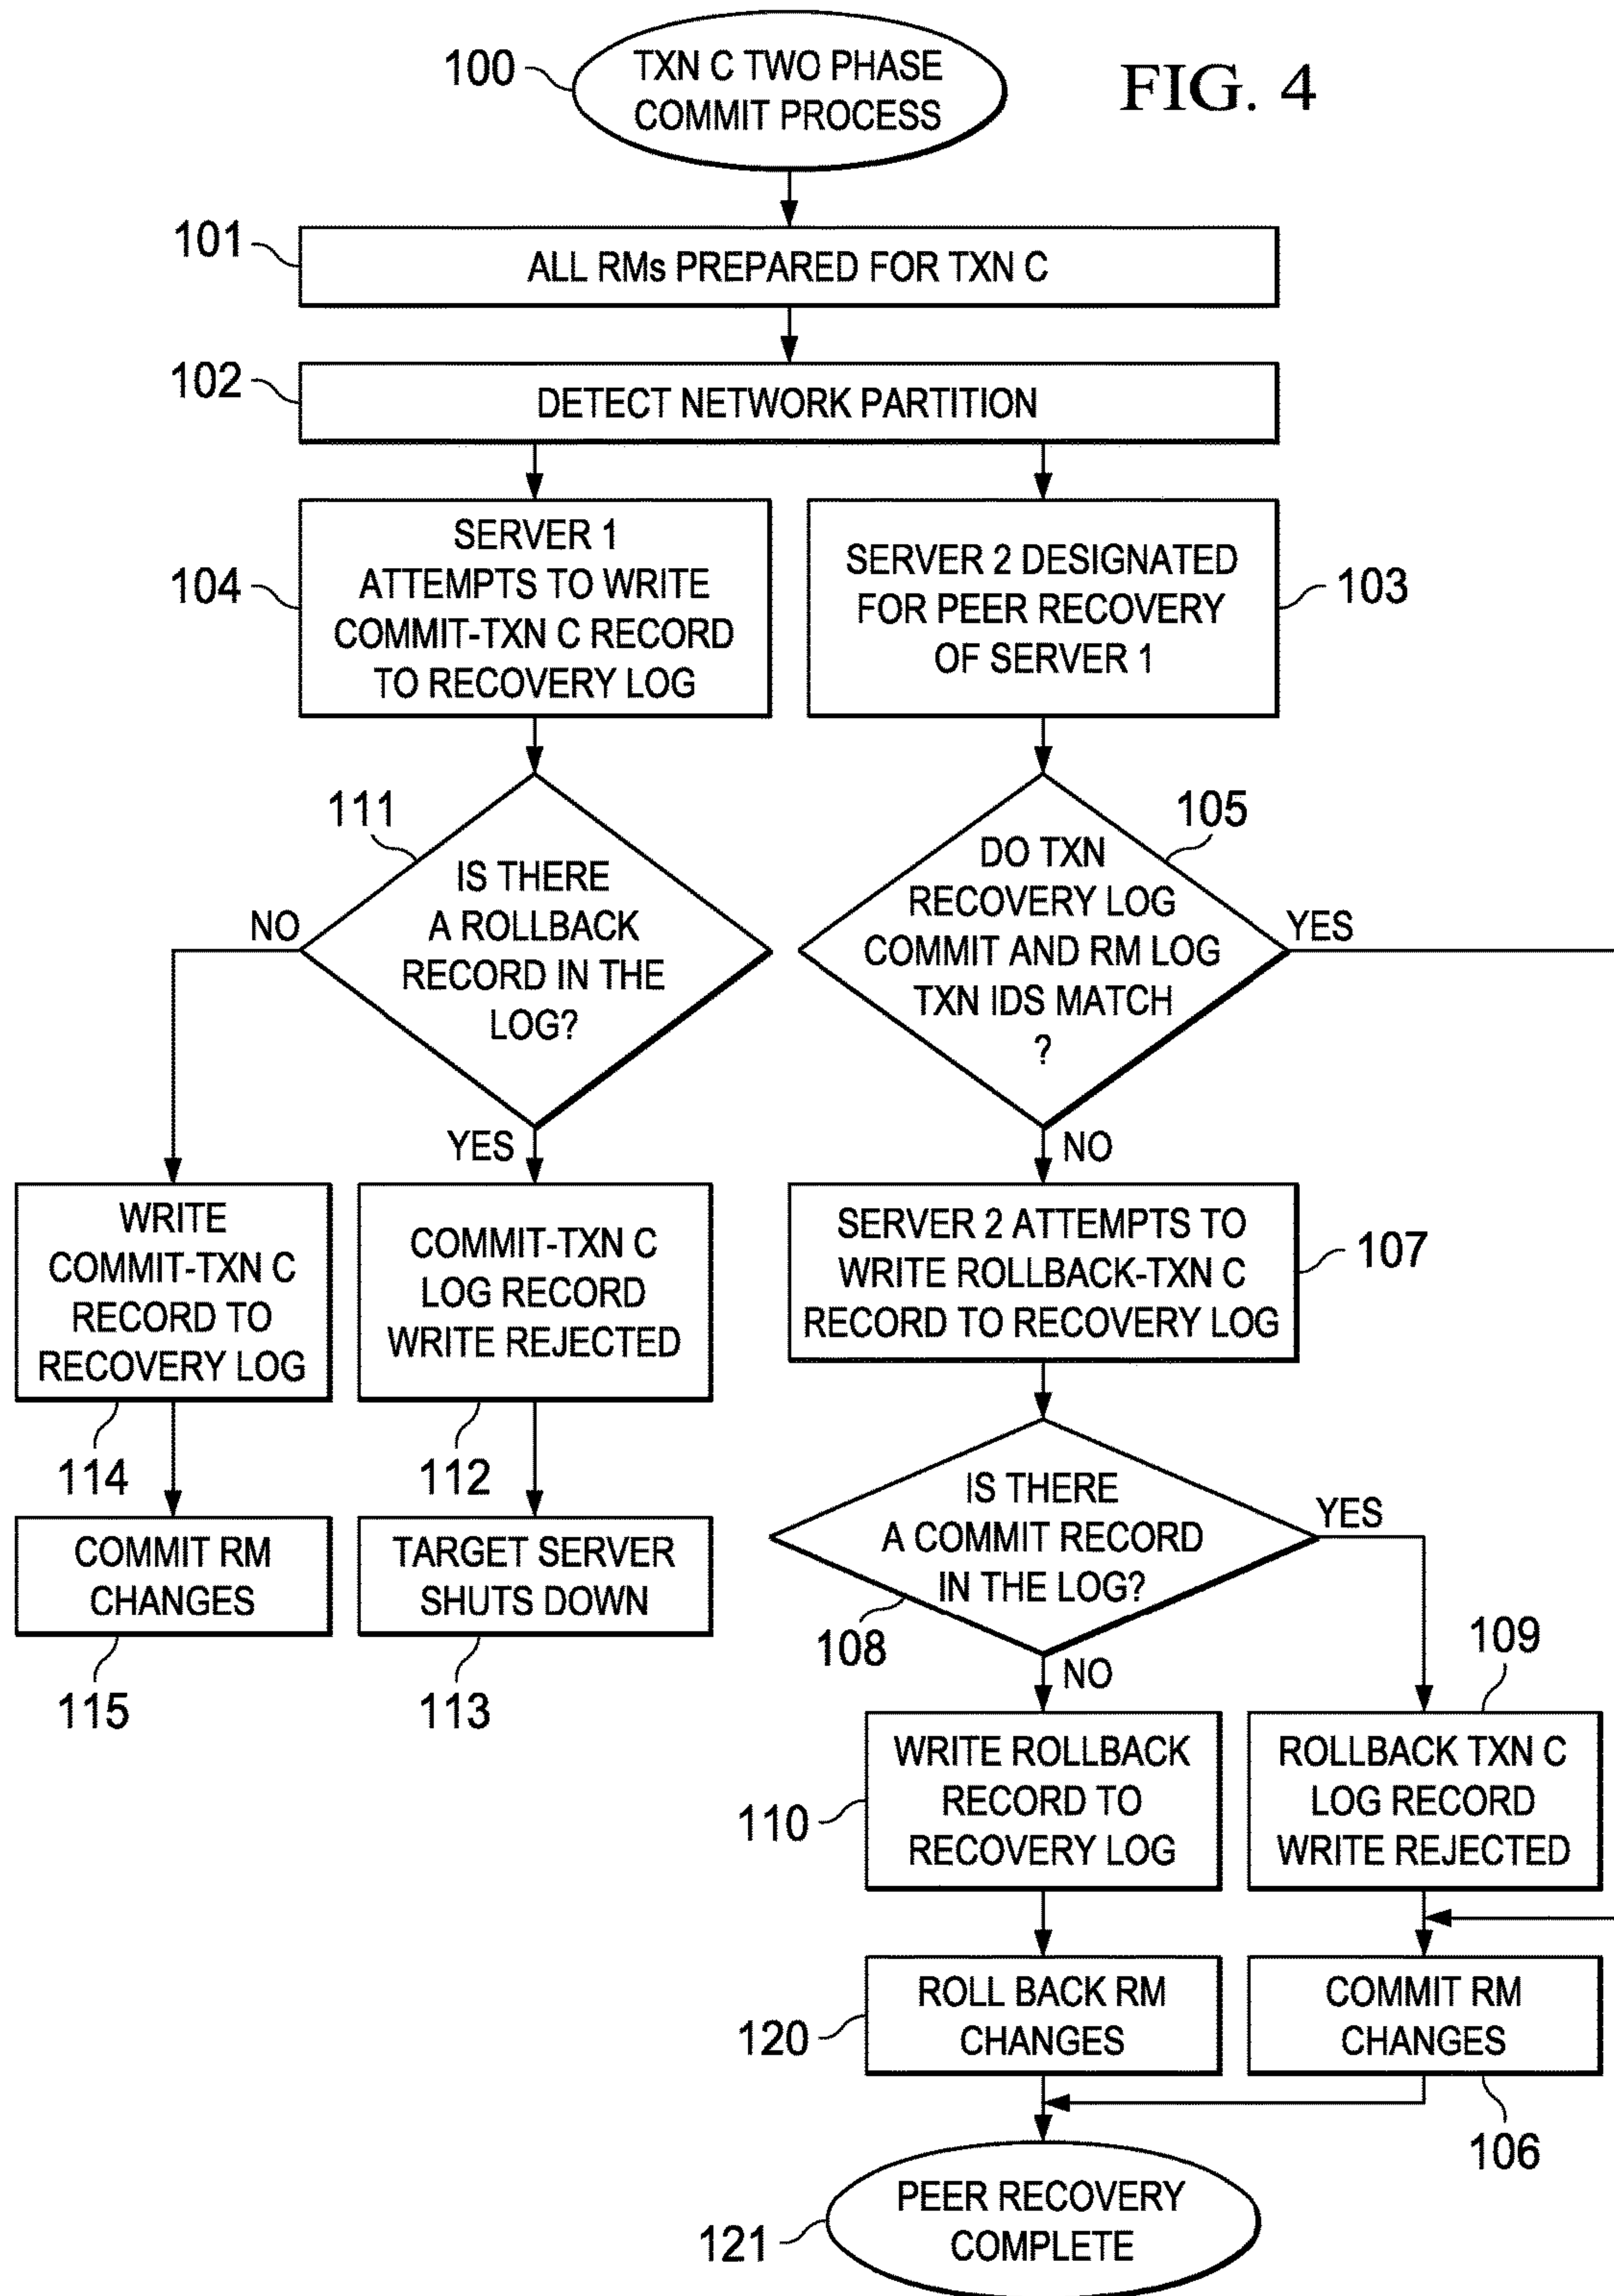 FIG. 4
100
TXN C TWO PHASE
COMMIT PROCESS
101
ALL RMs PREPARED FOR TXN C
102
DETECT NETWORK PARTITION
104
SERVER 1
ATTEMPTS TO WRITE
COMMIT-TXN C RECORD
TO RECOVERY LOG
SERVER 2 DESIGNATED
FOR PEER RECOVERY
OF SERVER 1
103
111
IS THERE
A ROLLBACK
RECORD IN THE
LOG?
NO
YES
105
DO TXN
RECOVERY LOG
COMMIT AND RM LOG
TXN IDS MATCH
?
YES
NO
WRITE
COMMIT-TXN C
RECORD TO
RECOVERY LOG
114
COMMIT-TXN C
LOG RECORD
WRITE REJECTED
112
SERVER 2 ATTEMPTS TO
WRITE ROLLBACK-TXN C
RECORD TO RECOVERY LOG
107
COMMIT RM
CHANGES
115
TARGET SERVER
SHUTS DOWN
113
IS THERE
A COMMIT RECORD
IN THE LOG?
108
YES
NO
109
110
WRITE ROLLBACK
RECORD TO
RECOVERY LOG
ROLLBACK TXN C
LOG RECORD
WRITE REJECTED
120
ROLL BACK RM
CHANGES
COMMIT RM
CHANGES
106
121
PEER RECOVERY
COMPLETE